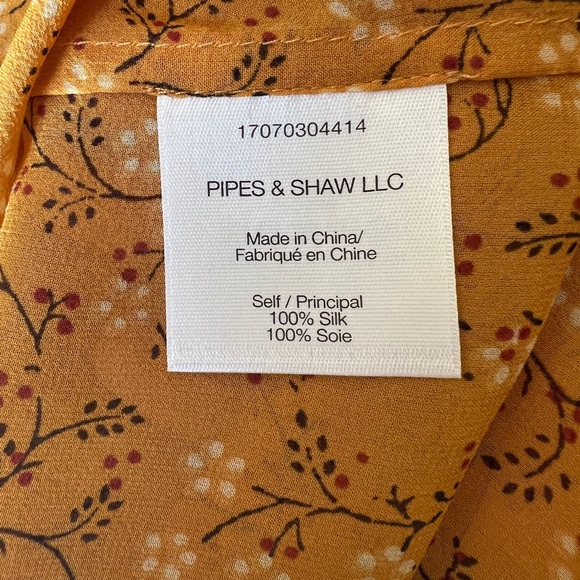 17070304414
PIPES & SHAW LLC
Made in China/
Fabriqué en Chine
Self / Principal
100% Silk
100% Soie